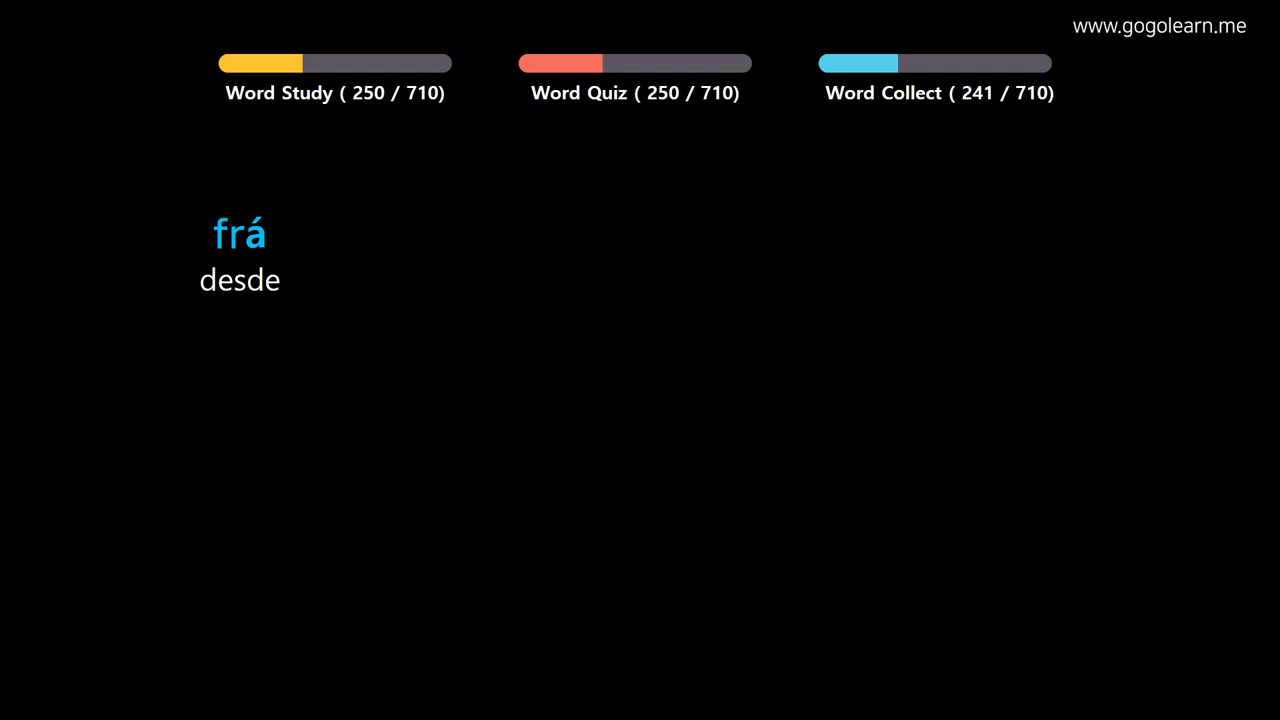 www.gogolearn.me
Word Study ( 250 / 710)
Word Quiz ( 250 / 710)
Word Collect ( 241 / 710)
frá
desde